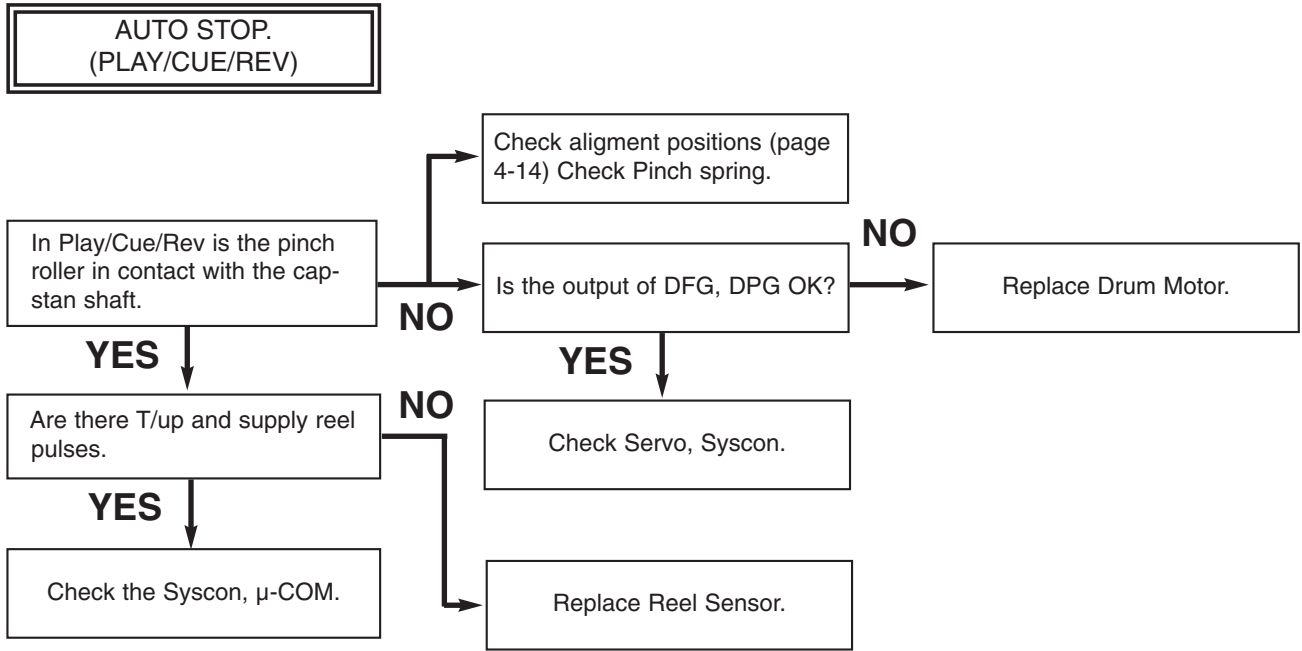 AUTO STOP.
(PLAY/CUE/REV)
Check aligment positions (page
4-14) Check Pinch spring.
In Play/Cue/Rev is the pinch
roller in contact with the cap-
stan shaft.
NO
Is the output of DFG, DPG OK?
NO
Replace Drum Motor.
YES
YES
Are there T/up and supply reel
pulses.
NO
Check Servo, Syscon.
YES
Check the Syscon, µ-COM.
Replace Reel Sensor.